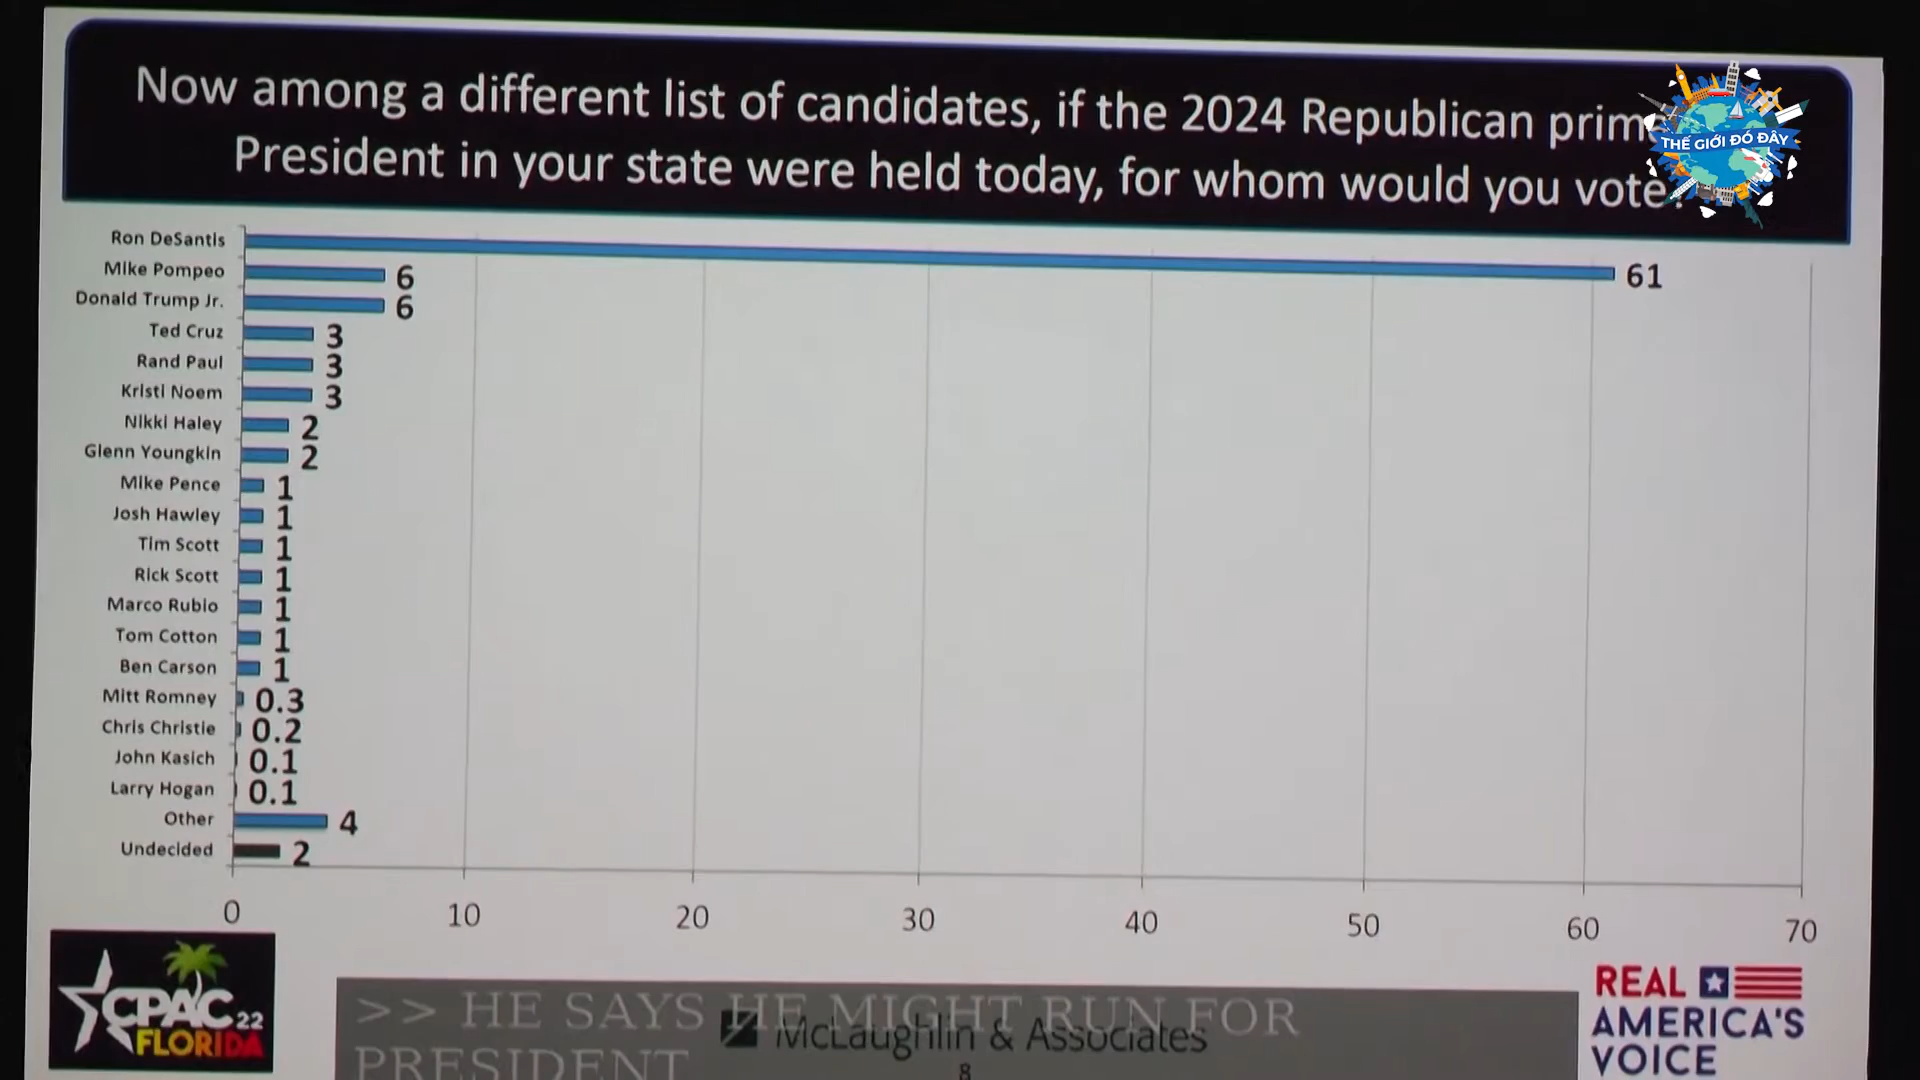 Now among a different list of candidates, if the 2024 Republican
THẾ GIỚI ĐÓ ĐÂY
President in your state were held today, for whom would you vote?
Ron DeSantis 61
Mike Pompeo 6
Donald Trump Jr. 6
Ted Cruz 3
Rand Paul 3
Kristi Noem 3
Nikki Haley 2
Glenn Youngkin 2
Mike Pence 1
Josh Hawley 1
Tim Scott 1
Rick Scott 1
Marco Rubio 1
Tom Cotton 1
Ben Carson 1
Mitt Romney 0.3
Chris Christie 0.2
John Kasich 0.1
Larry Hogan 0.1
Other 4
Undecided 2
0 10 20 30 40 50 60 70
CPAC 22
FLORIDA
>> HE SAYS HE MIGHT RUN FOR
PRESIDENT
McLaughlin & Associates
8
REAL
AMERICA'S
VOICE